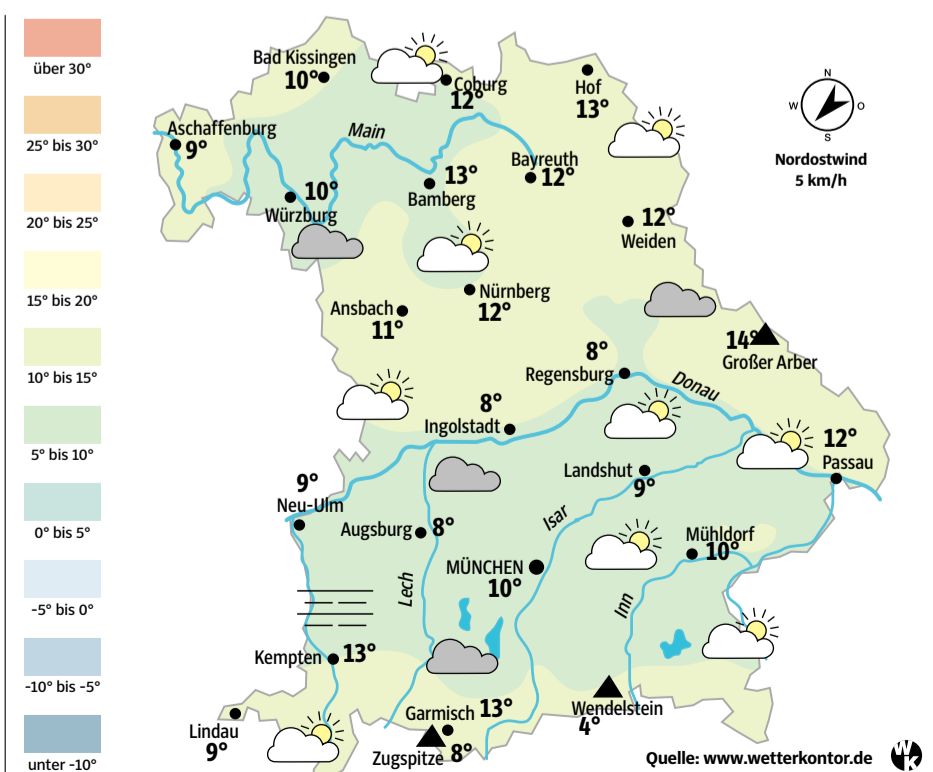 über 30°
25° bis 30°
20° bis 25°
15° bis 20°
10° bis 15°
5° bis 10°
0° bis 5°
-5° bis 0°
-10° bis -5°
unter -10°
Bad Kissingen
10°
Coburg
12°
Hof
13°
Aschaffenburg
9°
Main
Bayreuth
12°
13°
Bamberg
10°
Würzburg
12°
Weiden
N
W O
S
Nordostwind
5 km/h
Nürnberg
12°
Ansbach
11°
14°
Großer Arber
8°
Regensburg
Donau
8°
Ingolstadt
12°
Passau
Landshut
9°
9°
Neu-Ulm
Isar
Augsburg 8°
Mühldorf
10°
MÜNCHEN
10°
Lech
Inn
Kempten 13°
Wendelstein
4°
Lindau
9°
Garmisch 13°
Zugspitze 8°
Quelle: www.wetterkontor.de
WK